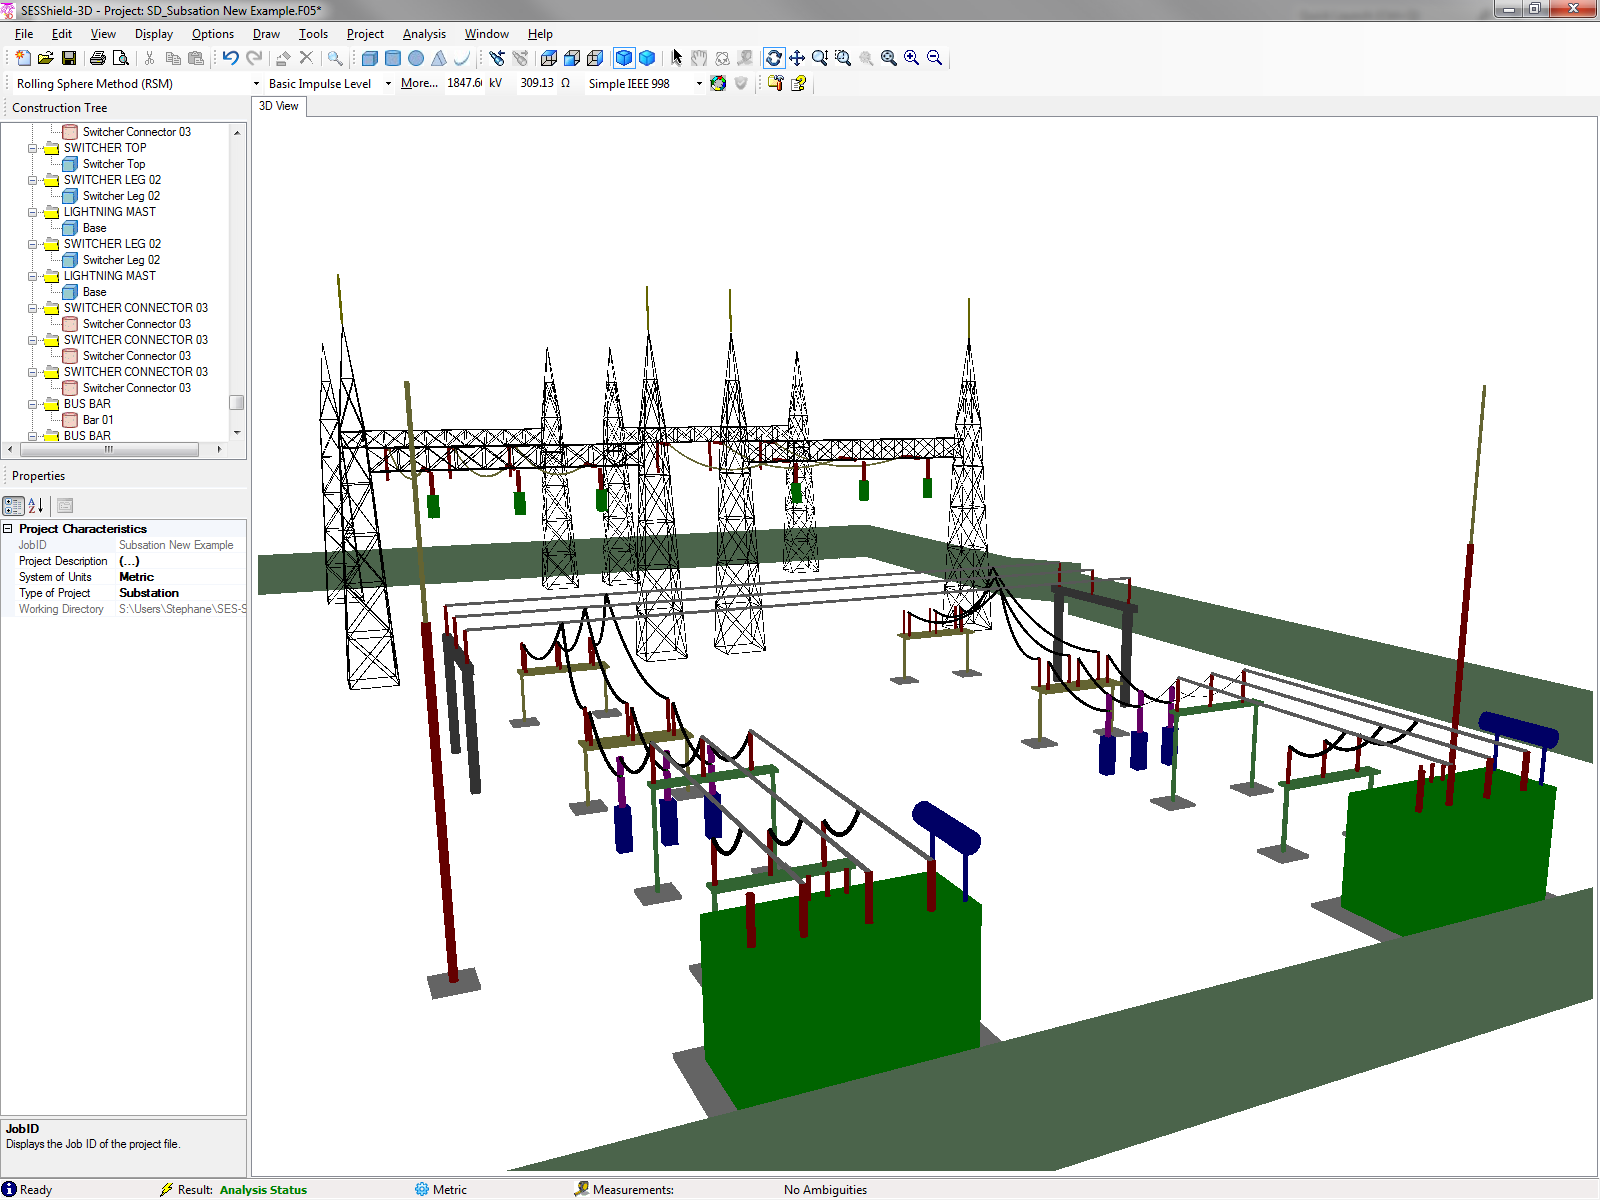 SESShield-3D - Project: SD_Subsation New Example.F05*
File Edit View Display Options Draw Tools Project Analysis Window Help
Rolling Sphere Method (RSM) Basic Impulse Level More... 1847.6 kV 309.13 Ω Simple IEEE 998
Construction Tree
3D View
Switcher Connector 03
SWITCHER TOP
Switcher Top
SWITCHER LEG 02
Switcher Leg 02
LIGHTNING MAST
Base
SWITCHER LEG 02
Switcher Leg 02
LIGHTNING MAST
Base
SWITCHER CONNECTOR 03
Switcher Connector 03
SWITCHER CONNECTOR 03
Switcher Connector 03
SWITCHER CONNECTOR 03
Switcher Connector 03
BUS BAR
Bar 01
BUS BAR
Properties
Project Characteristics
JobID Subsation New Example
Project Description (...)
System of Units Metric
Type of Project Substation
Working Directory S:\Users\Stephane\SES-S
JobID
Displays the Job ID of the project file.
Ready Result: Analysis Status Metric Measurements: No Ambiguities